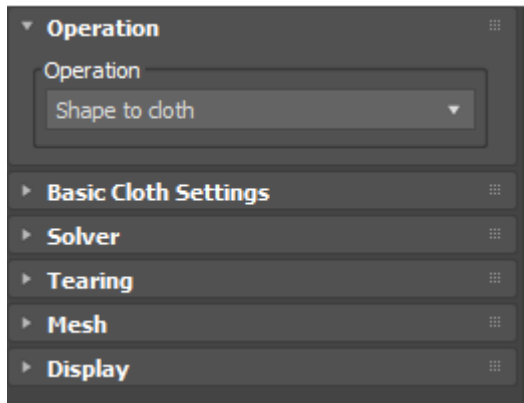 Operation
Operation
Shape to cloth
Basic Cloth Settings
Solver
Tearing
Mesh
Display